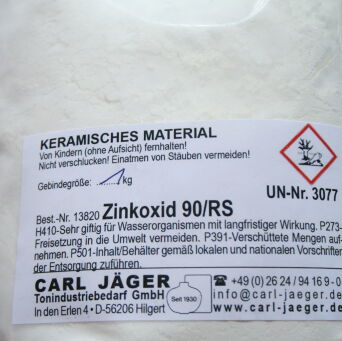 KERAMISCHES MATERIAL
Von Kindern (ohne Aufsicht) fernhalten!
Nicht verschlucken! Einatmen von Stäuben vermeiden!
Gebindegröße: 1 kg
UN-Nr. 3077
Best.-Nr. 13820 Zinkoxid 90/RS
H410-Sehr giftig für Wasserorganismen mit langfristiger Wirkung. P273-
Freisetzung in die Umwelt vermeiden. P391-Verschüttete Mengen auf-
nehmen. P501-Inhalt/Behälter gemäß lokalen und nationalen Vorschriften
der Entsorgung zuführen.
CARL JÄGER
Tonindustriebedarf GmbH
In den Erlen 4 · D-56206 Hilgert
Seit 1930
☎ +49 (0) 26 24 / 94 16 9-0
info@carl-jaeger.de
www.carl-jaeger.de